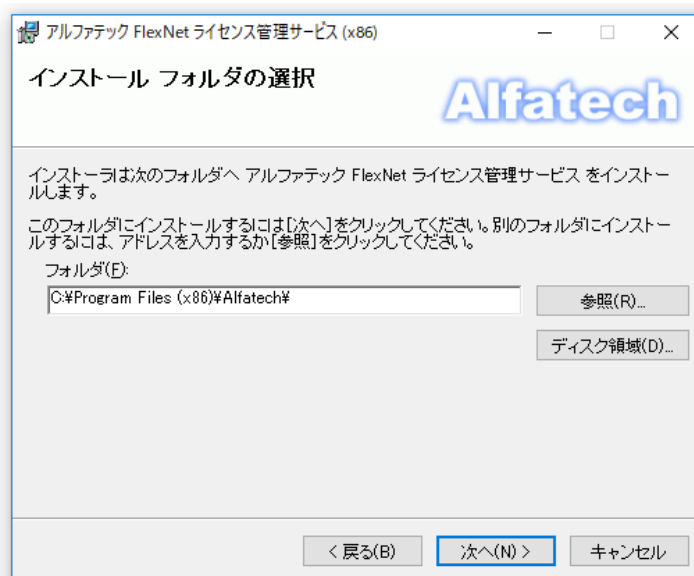 アルファテック FlexNet ライセンス管理サービス (x86)
インストール フォルダの選択
Alfatech
インストーラは次のフォルダへ アルファテック FlexNet ライセンス管理サービス をインストー
ルします。
このフォルダにインストールするには[次へ]をクリックしてください。別のフォルダにインストー
ルするには、アドレスを入力するか[参照]をクリックしてください。
フォルダ(F):
C:¥Program Files (x86)¥Alfatech¥
参照(R)...
ディスク領域(D)...
< 戻る(B)
次へ(N) >
キャンセル